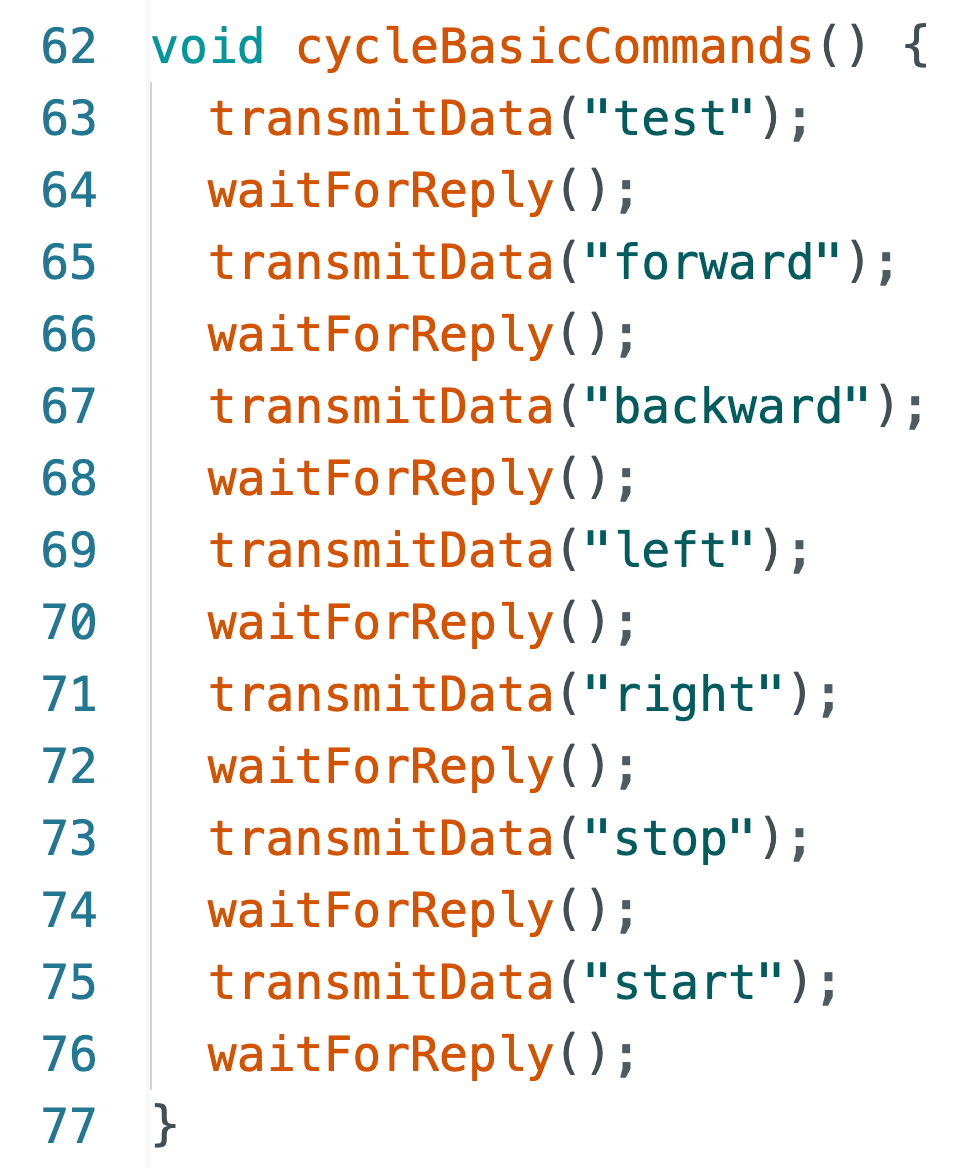 62 void cycleBasicCommands() {
63   transmitData("test");
64   waitForReply();
65   transmitData("forward");
66   waitForReply();
67   transmitData("backward");
68   waitForReply();
69   transmitData("left");
70   waitForReply();
71   transmitData("right");
72   waitForReply();
73   transmitData("stop");
74   waitForReply();
75   transmitData("start");
76   waitForReply();
77 }